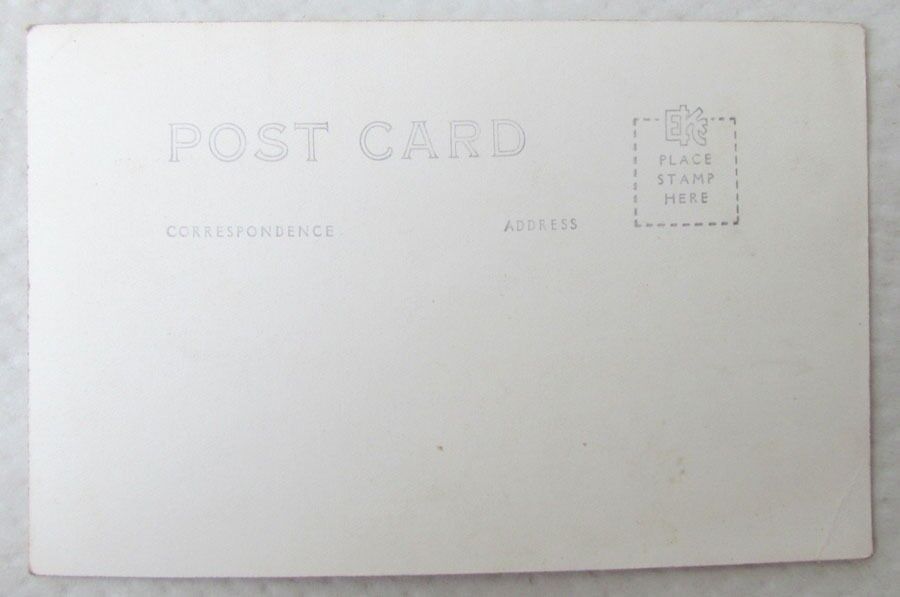 POST CARD
EKC
PLACE
STAMP
HERE
CORRESPONDENCE
ADDRESS